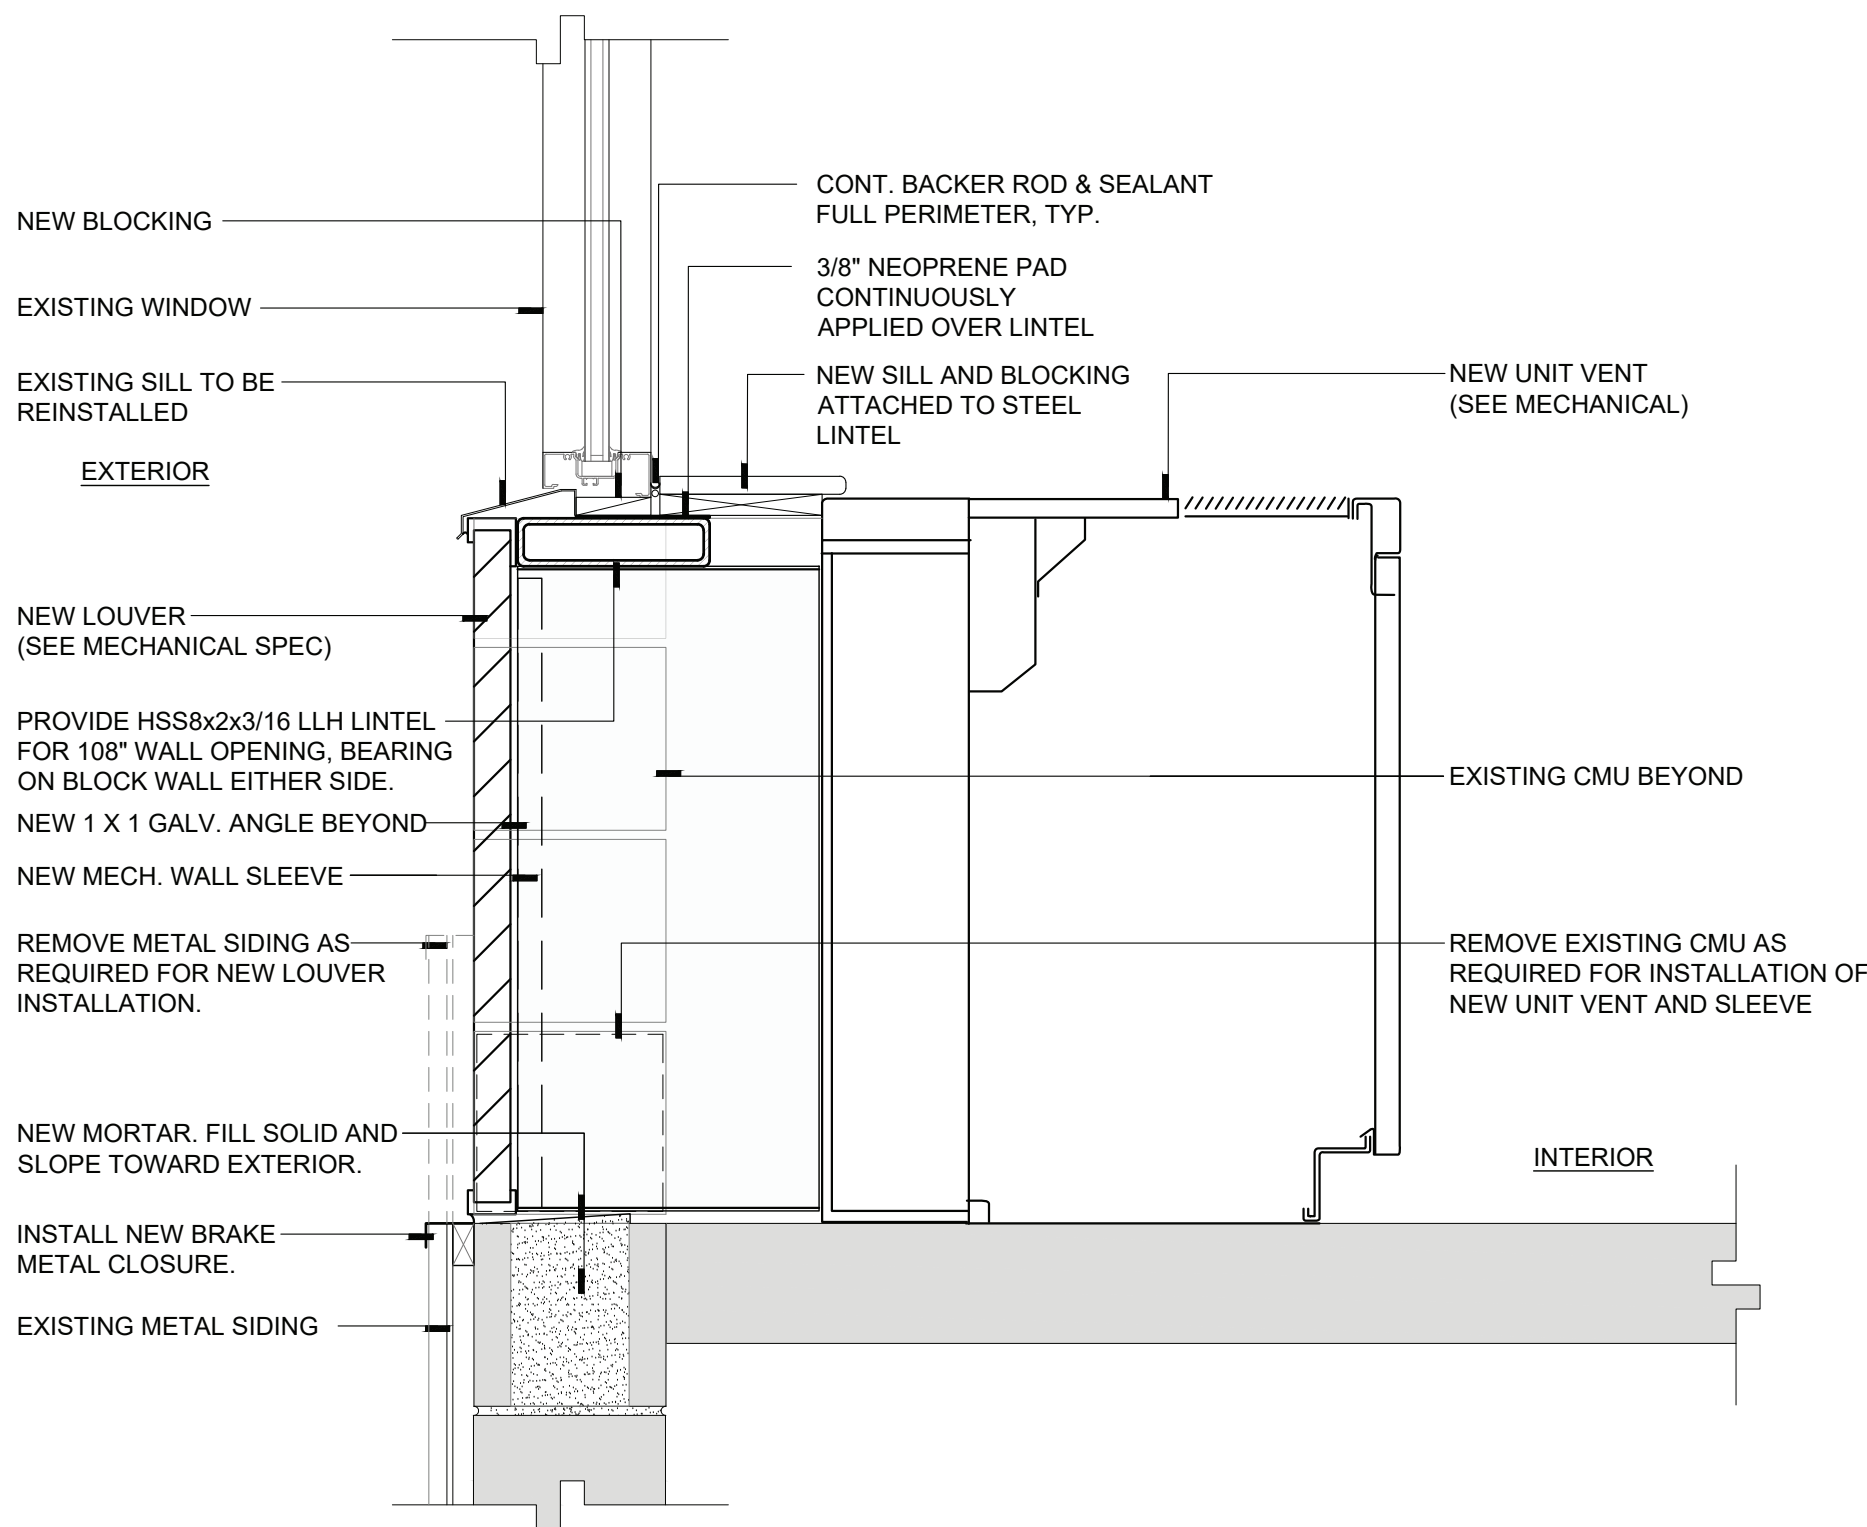 NEW BLOCKING
EXISTING WINDOW
EXISTING SILL TO BE
REINSTALLED
EXTERIOR
NEW LOUVER
(SEE MECHANICAL SPEC)
PROVIDE HSS8x2x3/16 LLH LINTEL
FOR 108" WALL OPENING, BEARING
ON BLOCK WALL EITHER SIDE.
NEW 1 X 1 GALV. ANGLE BEYOND
NEW MECH. WALL SLEEVE
REMOVE METAL SIDING AS
REQUIRED FOR NEW LOUVER
INSTALLATION.
NEW MORTAR. FILL SOLID AND
SLOPE TOWARD EXTERIOR.
INSTALL NEW BRAKE
METAL CLOSURE.
EXISTING METAL SIDING
CONT. BACKER ROD & SEALANT
FULL PERIMETER, TYP.
3/8" NEOPRENE PAD
CONTINUOUSLY
APPLIED OVER LINTEL
NEW SILL AND BLOCKING
ATTACHED TO STEEL
LINTEL
NEW UNIT VENT
(SEE MECHANICAL)
EXISTING CMU BEYOND
REMOVE EXISTING CMU AS
REQUIRED FOR INSTALLATION OF
NEW UNIT VENT AND SLEEVE
INTERIOR